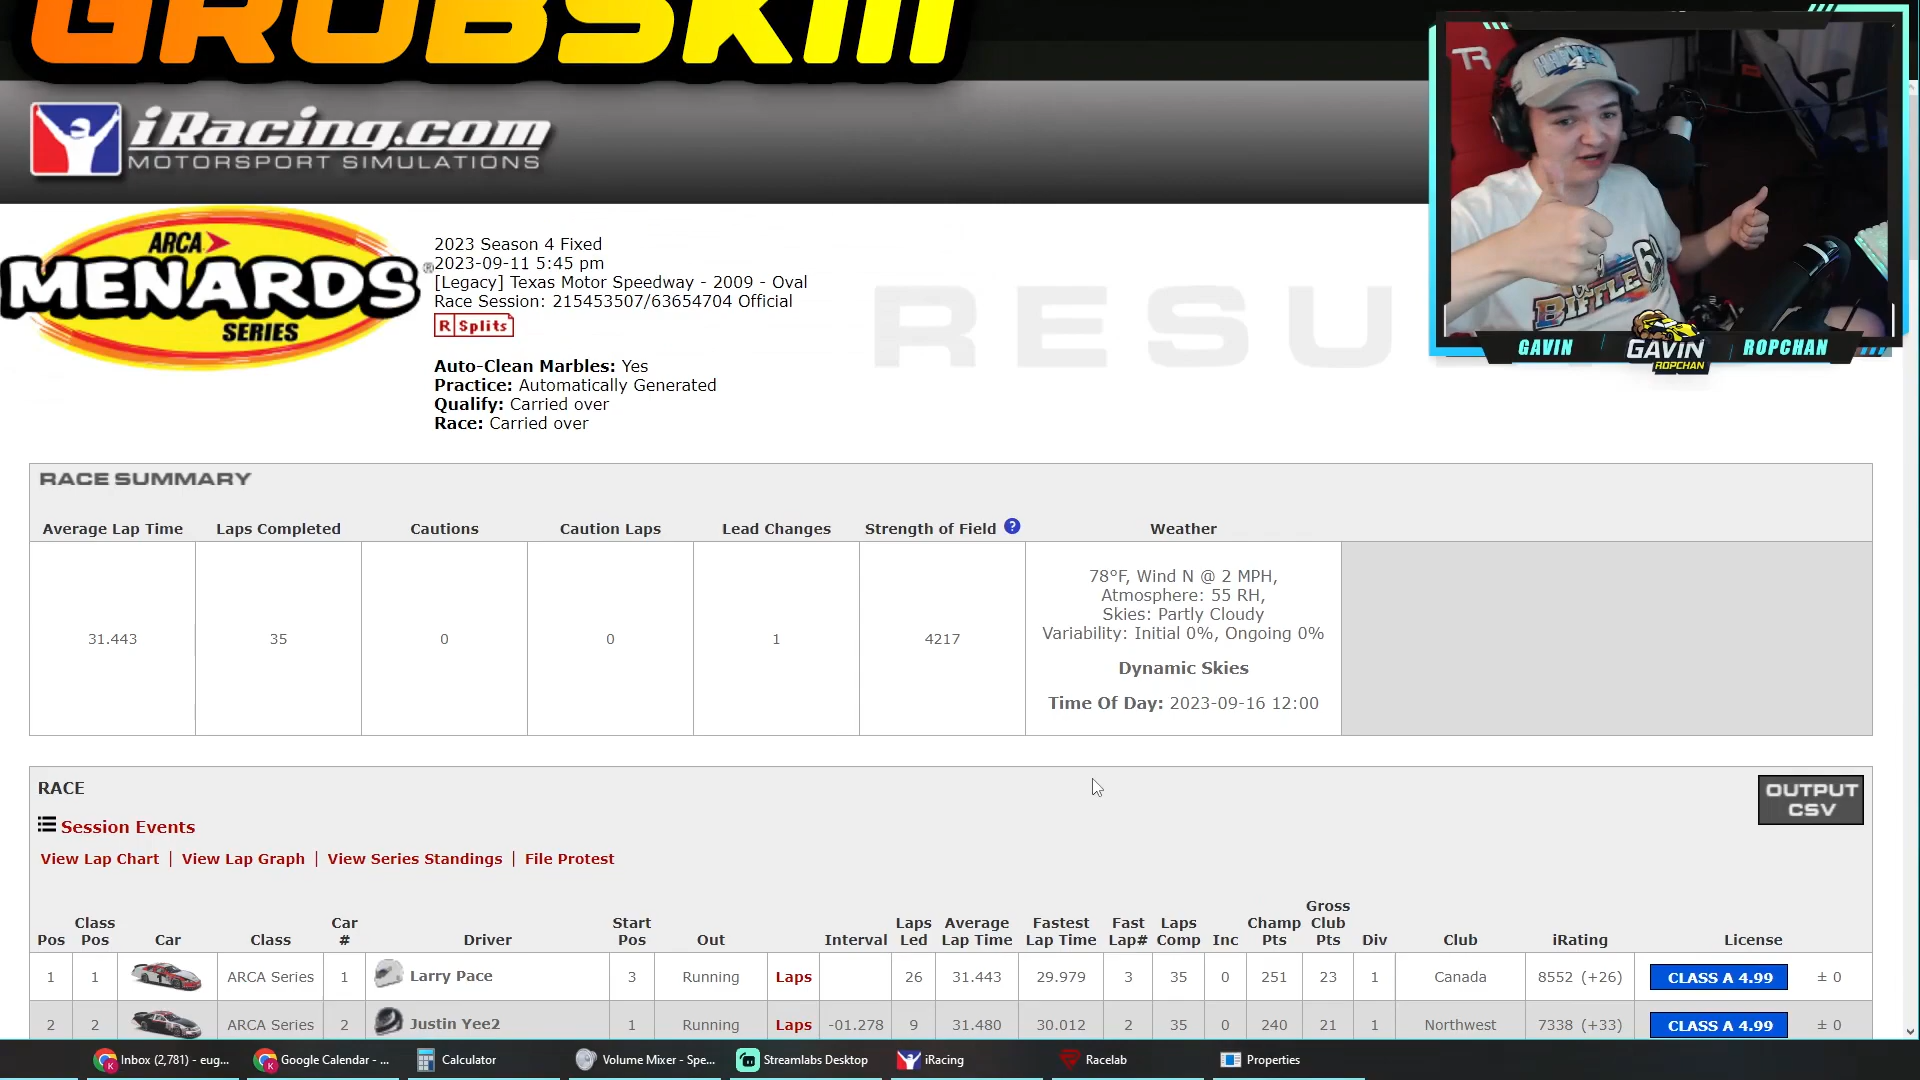 GRUBSKIII
iRacing.com
MOTORSPORT SIMULATIONS
ARCA
MENARDS®
SERIES
2023 Season 4 Fixed
2023-09-11 5:45 pm
[Legacy] Texas Motor Speedway - 2009 - Oval
Race Session: 215453507/63654704 Official
R Splits
Auto-Clean Marbles: Yes
Practice: Automatically Generated
Qualify: Carried over
Race: Carried over
RESU
TR
4
BIFFLE
GAVIN GAVIN ROPCHAN ROPCHAN
RACE SUMMARY
Average Lap Time Laps Completed Cautions Caution Laps Lead Changes Strength of Field ? Weather
31.443 35 0 0 1 4217
78°F, Wind N @ 2 MPH,
Atmosphere: 55 RH,
Skies: Partly Cloudy
Variability: Initial 0%, Ongoing 0%
Dynamic Skies
Time Of Day: 2023-09-16 12:00
RACE
OUTPUT
CSV
Session Events
View Lap Chart | View Lap Graph | View Series Standings | File Protest
Pos Class Pos Car Class Car # Driver Start Pos Out Interval Laps Led Average Lap Time Fastest Lap Time Fast Lap# Laps Comp Inc Champ Pts Gross Club Pts Div Club iRating License
1 1 ARCA Series 1 Larry Pace 3 Running Laps 26 31.443 29.979 3 35 0 251 23 1 Canada 8552 (+26) CLASS A 4.99 ± 0
2 2 ARCA Series 2 Justin Yee2 1 Running Laps -01.278 9 31.480 30.012 2 35 0 240 21 1 Northwest 7338 (+33) CLASS A 4.99 ± 0
Inbox (2,781) - eug... Google Calendar - ... Calculator Volume Mixer - Spe... Streamlabs Desktop iRacing Racelab Properties